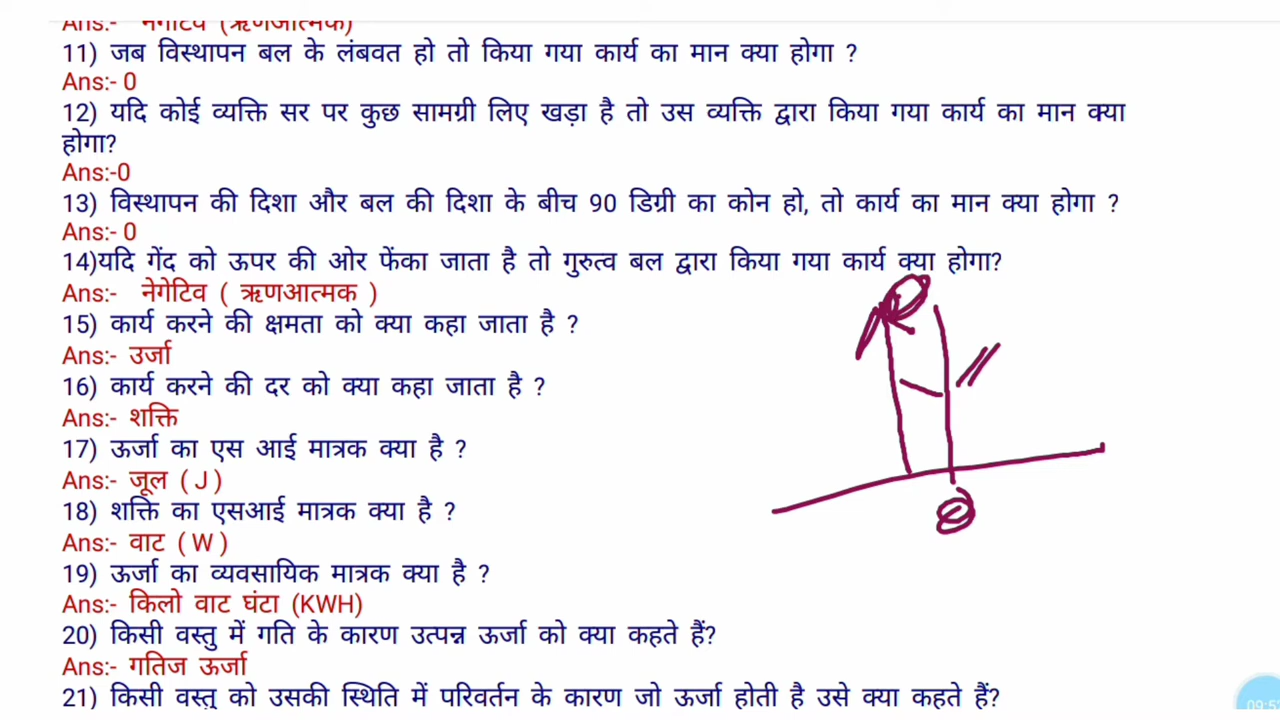 Ans:- नेगेटिव (ऋणआत्मक)
11) जब विस्थापन बल के लंबवत हो तो किया गया कार्य का मान क्या होगा ?
Ans:- 0
12) यदि कोई व्यक्ति सर पर कुछ सामग्री लिए खड़ा है तो उस व्यक्ति द्वारा किया गया कार्य का मान क्या
होगा?
Ans:-0
13) विस्थापन की दिशा और बल की दिशा के बीच 90 डिग्री का कोन हो, तो कार्य का मान क्या होगा ?
Ans:- 0
14)यदि गेंद को ऊपर की ओर फेंका जाता है तो गुरुत्व बल द्वारा किया गया कार्य क्या होगा?
Ans:- नेगेटिव ( ऋणआत्मक )
15) कार्य करने की क्षमता को क्या कहा जाता है ?
Ans:- उर्जा
16) कार्य करने की दर को क्या कहा जाता है ?
Ans:- शक्ति
17) ऊर्जा का एस आई मात्रक क्या है ?
Ans:- जूल ( J )
18) शक्ति का एसआई मात्रक क्या है ?
Ans:- वाट ( W )
19) ऊर्जा का व्यवसायिक मात्रक क्या है ?
Ans:- किलो वाट घंटा (KWH)
20) किसी वस्तु में गति के कारण उत्पन्न ऊर्जा को क्या कहते हैं?
Ans:- गतिज ऊर्जा
21) किसी वस्तु को उसकी स्थिति में परिवर्तन के कारण जो ऊर्जा होती है उसे क्या कहते हैं?